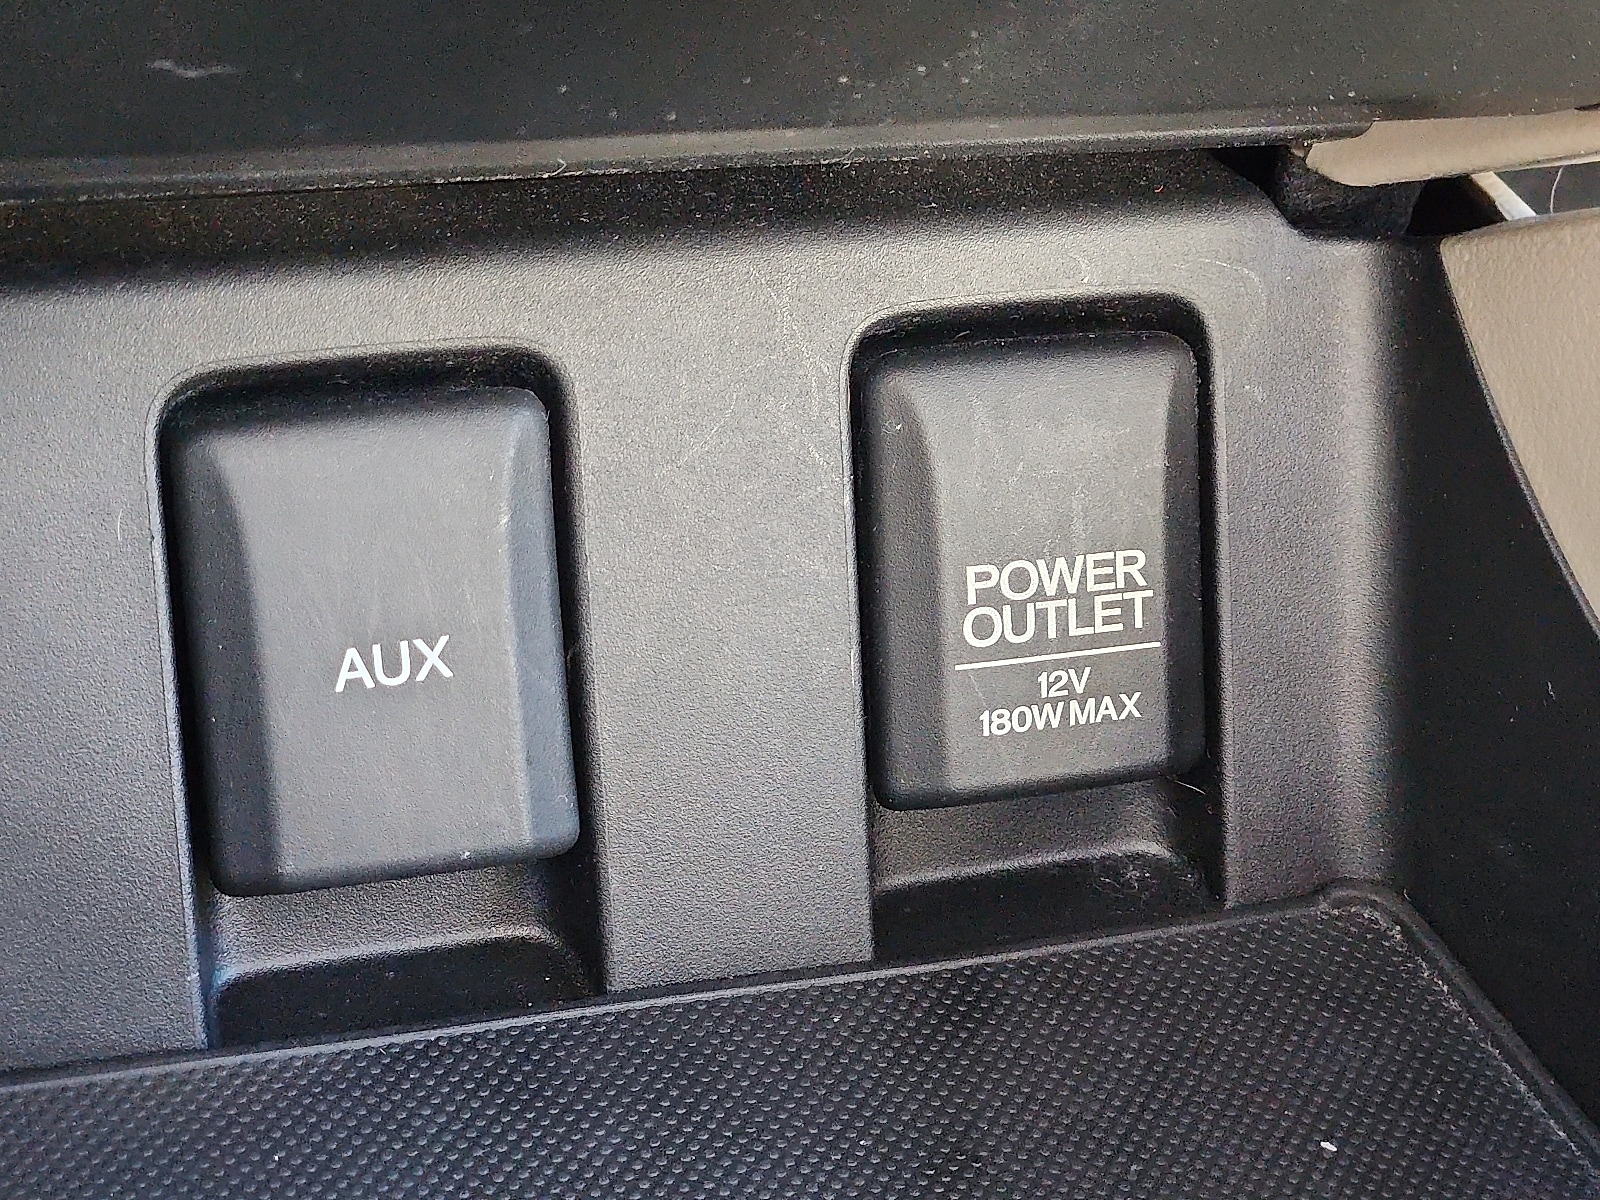 AUX
POWER
OUTLET
12V
180W MAX